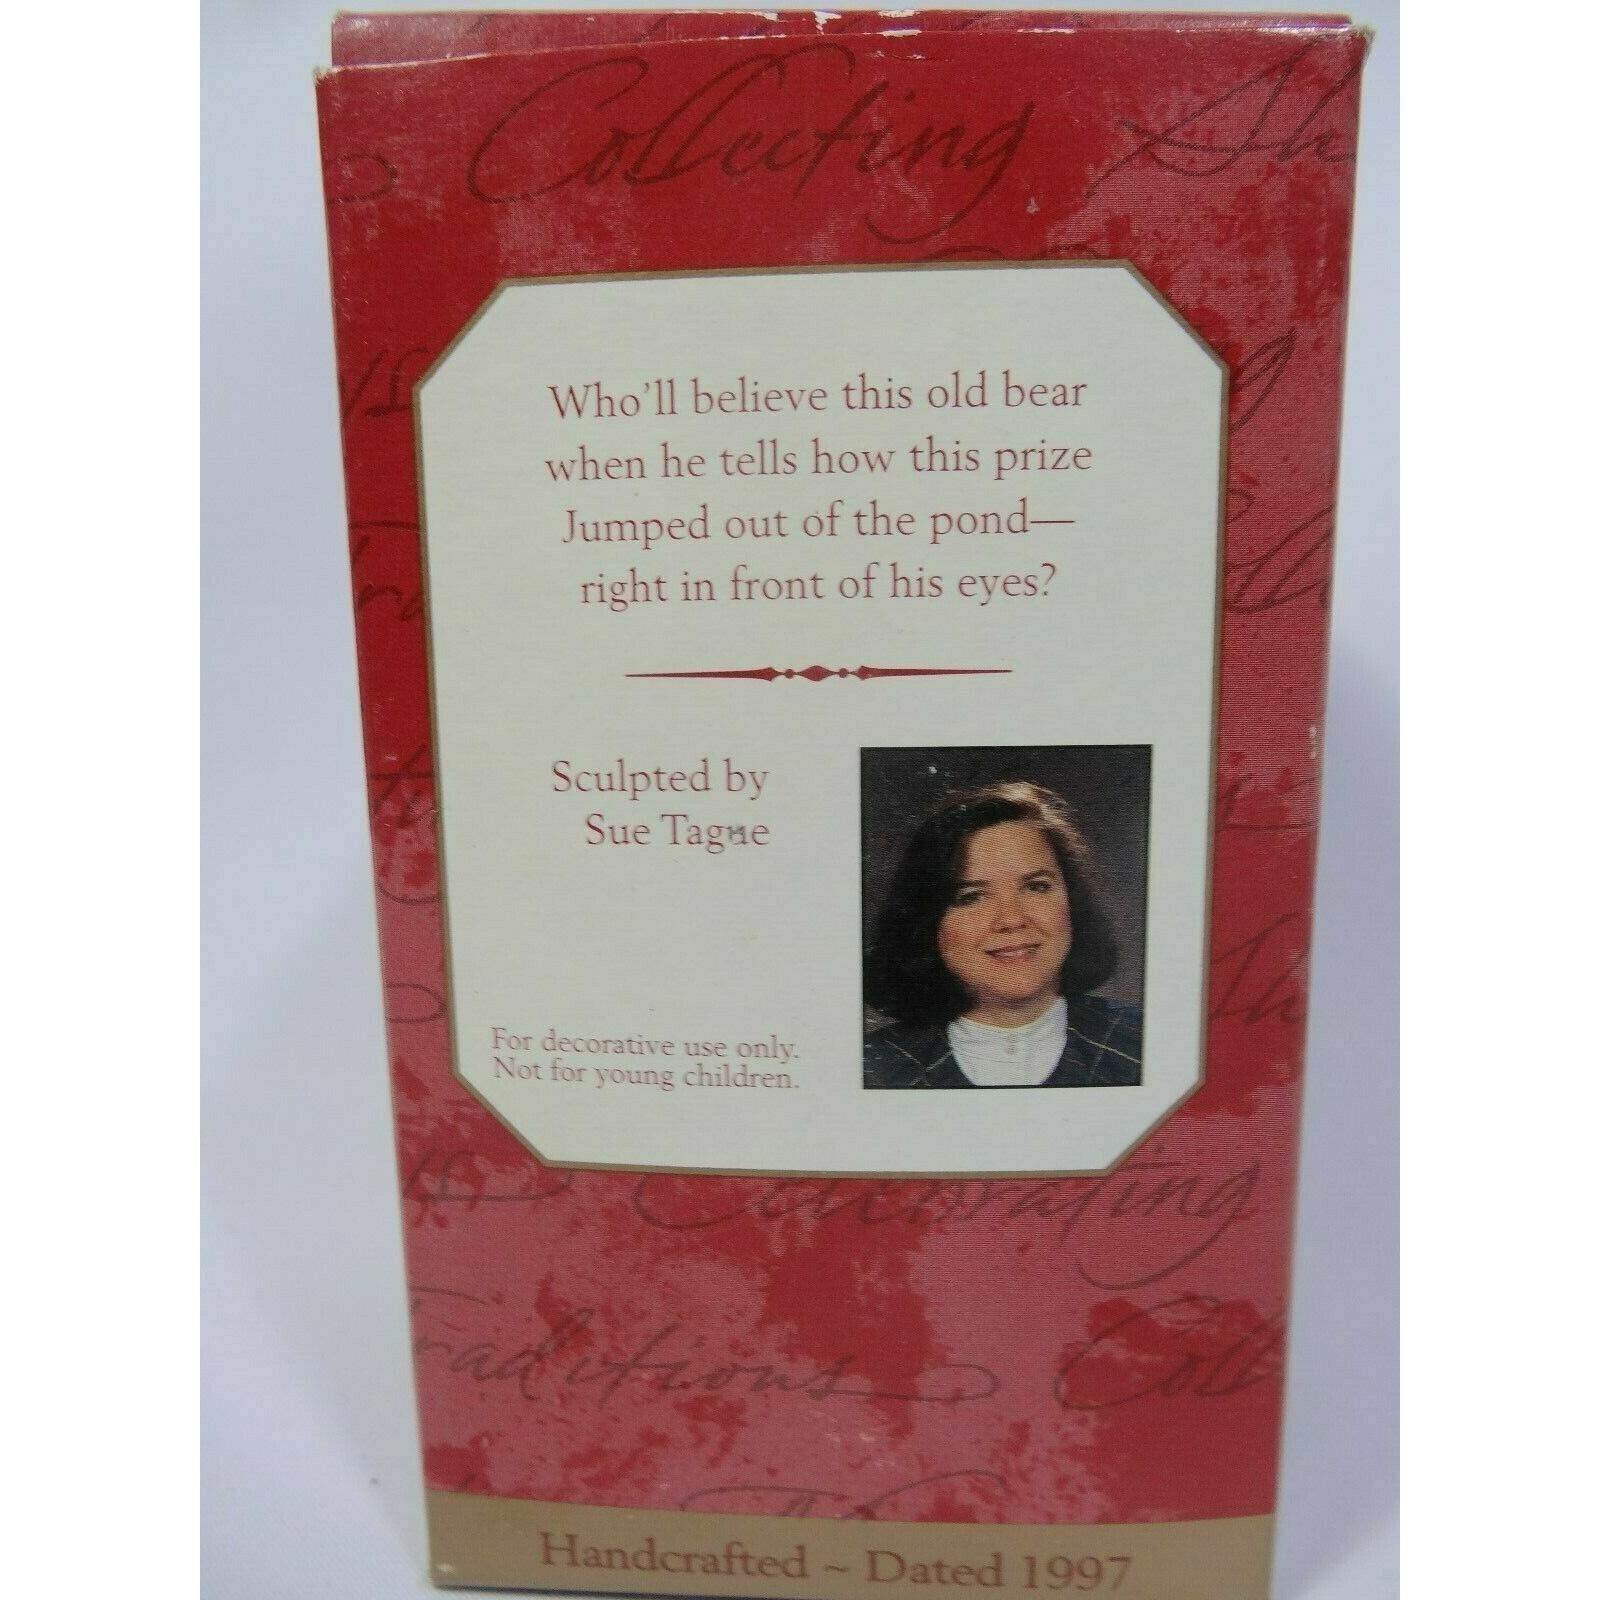 Collecting Sh
Who'll believe this old bear
when he tells how this prize
Jumped out of the pond—
right in front of his eyes?
Sculpted by
Sue Tague
For decorative use only.
Not for young children.
Celebrating
Traditions Coll
Handcrafted ~ Dated 1997